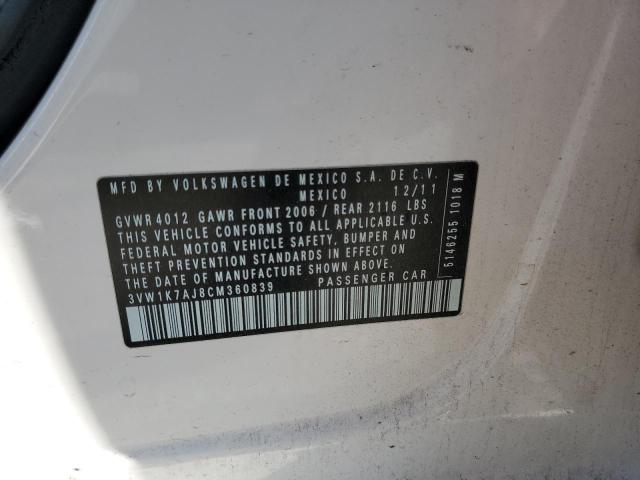 MFD BY VOLKSWAGEN DE MEXICO S.A. DE C.V.
MEXICO 12/11
GVWR 4012 GAWR FRONT 2006 / REAR 2116 LBS
THIS VEHICLE CONFORMS TO ALL APPLICABLE U.S.
FEDERAL MOTOR VEHICLE SAFETY, BUMPER AND
THEFT PREVENTION STANDARDS IN EFFECT ON
THE DATE OF MANUFACTURE SHOWN ABOVE.
3VW1K7AJ8CM360839 PASSENGER CAR
5146255 1018 M